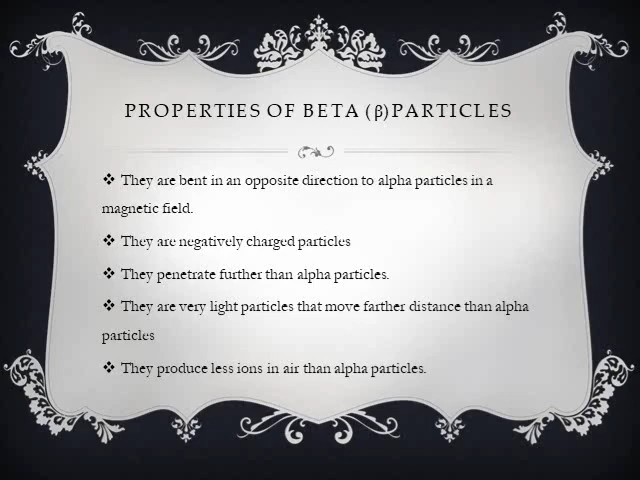 PROPERTIES OF BETA (β)PARTICLES
❖ They are bent in an opposite direction to alpha particles in a
magnetic field.
❖ They are negatively charged particles
❖ They penetrate further than alpha particles.
❖ They are very light particles that move farther distance than alpha
particles
❖ They produce less ions in air than alpha particles.